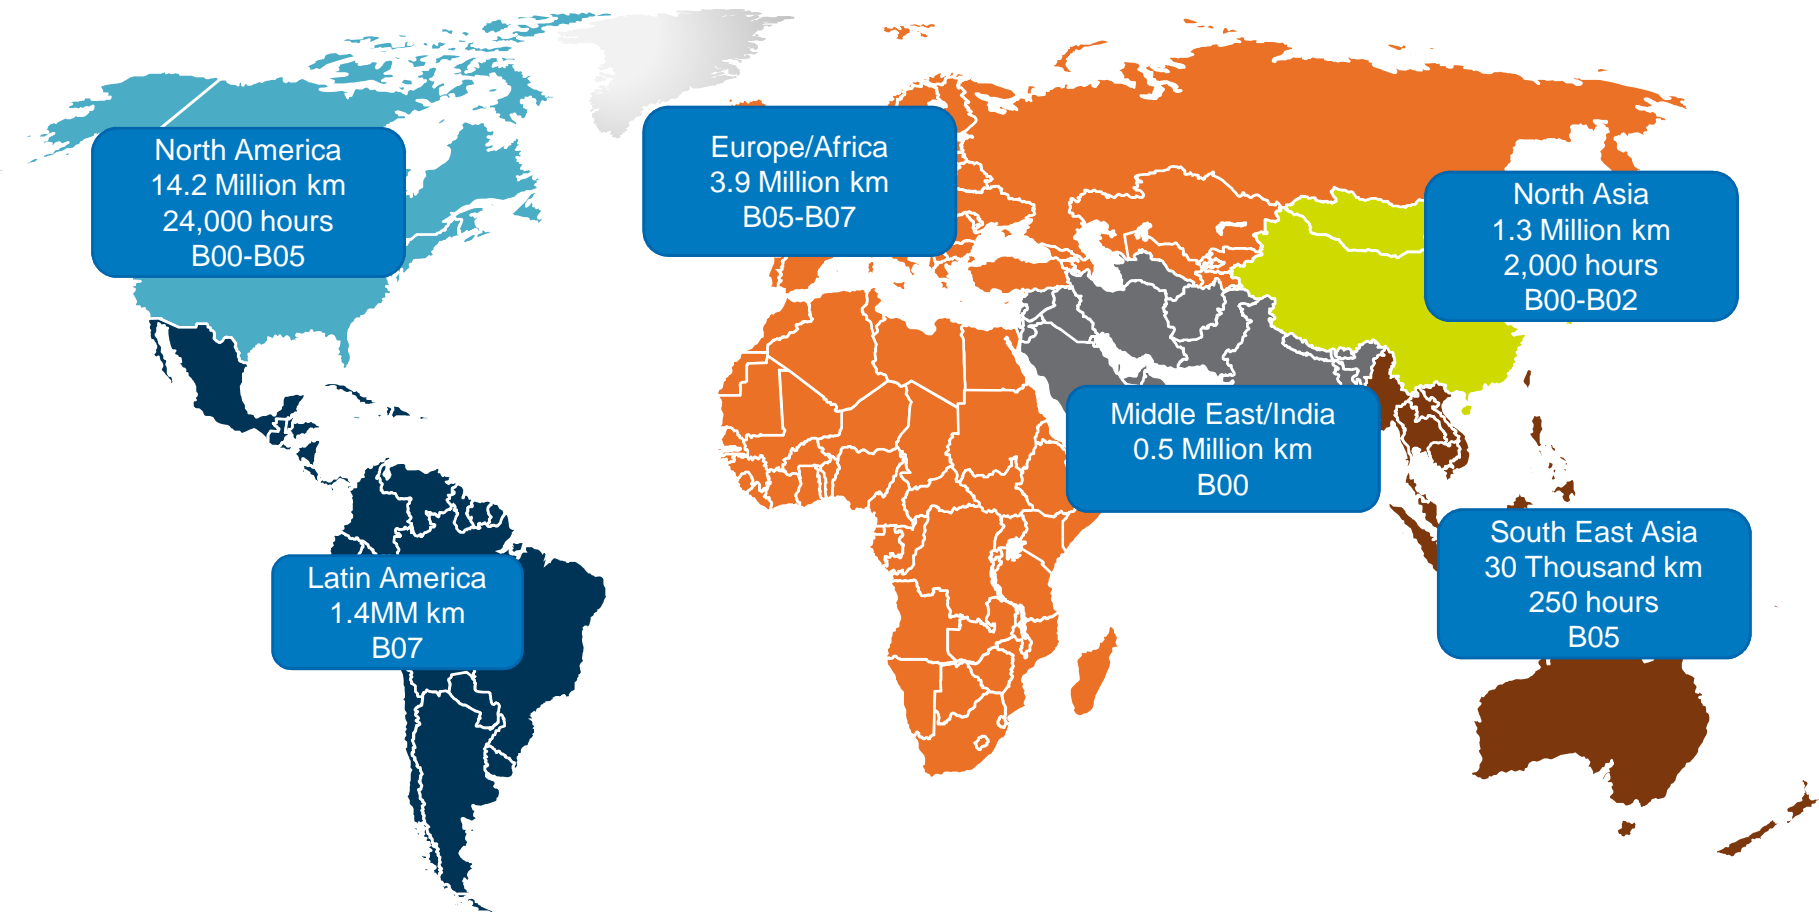 North America
14.2 Million km
24,000 hours
B00-B05
Europe/Africa
3.9 Million km
B05-B07
North Asia
1.3 Million km
2,000 hours
B00-B02
Middle East/India
0.5 Million km
B00
Latin America
1.4MM km
B07
South East Asia
30 Thousand km
250 hours
B05